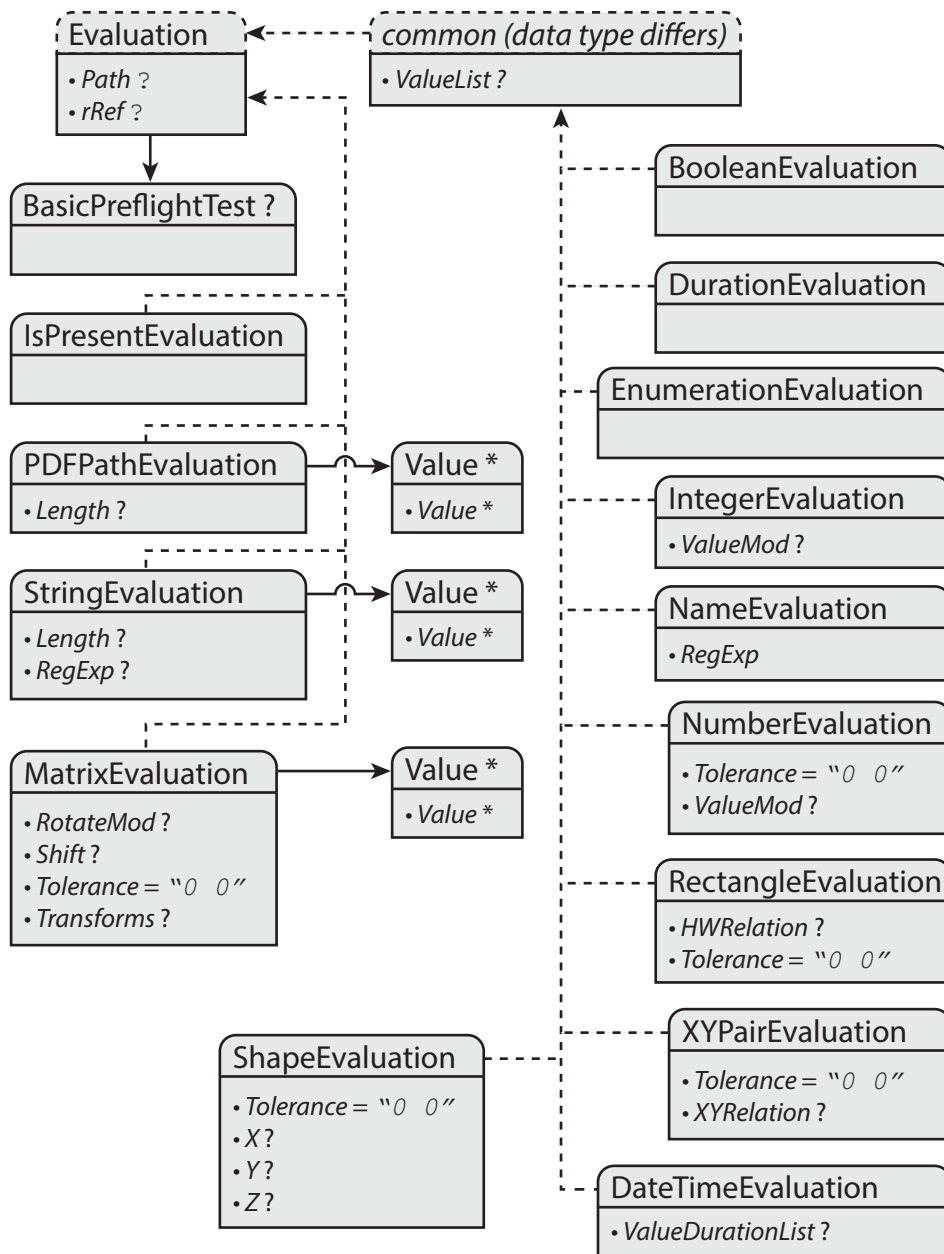 Evaluation
• Path ?
• rRef ?
common (data type differs)
• ValueList ?
BasicPreflightTest ?
IsPresentEvaluation
PDFPathEvaluation
• Length ?
Value *
• Value *
StringEvaluation
• Length ?
• RegExp ?
Value *
• Value *
MatrixEvaluation
• RotateMod ?
• Shift ?
• Tolerance = “0 0”
• Transforms ?
Value *
• Value *
ShapeEvaluation
• Tolerance = “0 0”
• X ?
• Y ?
• Z ?
BooleanEvaluation
DurationEvaluation
EnumerationEvaluation
IntegerEvaluation
• ValueMod ?
NameEvaluation
• RegExp
NumberEvaluation
• Tolerance = “0 0”
• ValueMod ?
RectangleEvaluation
• HWRelation ?
• Tolerance = “0 0”
XYPairEvaluation
• Tolerance = “0 0”
• XYRelation ?
DateTimeEvaluation
• ValueDurationList ?